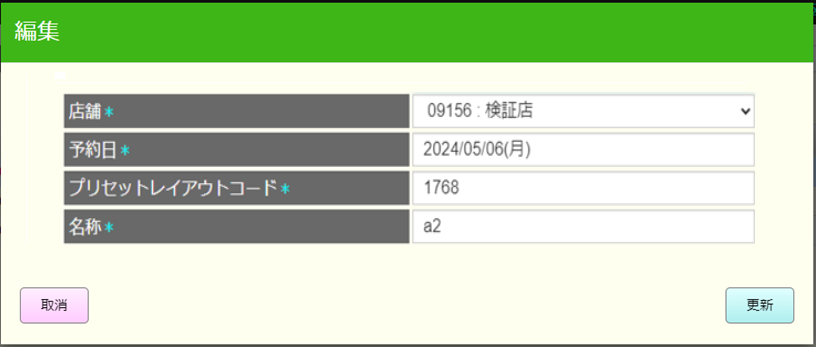 編集
店舗* 09156 : 検証店
予約日* 2024/05/06(月)
プリセットレイアウトコード* 1768
名称* a2
取消 更新